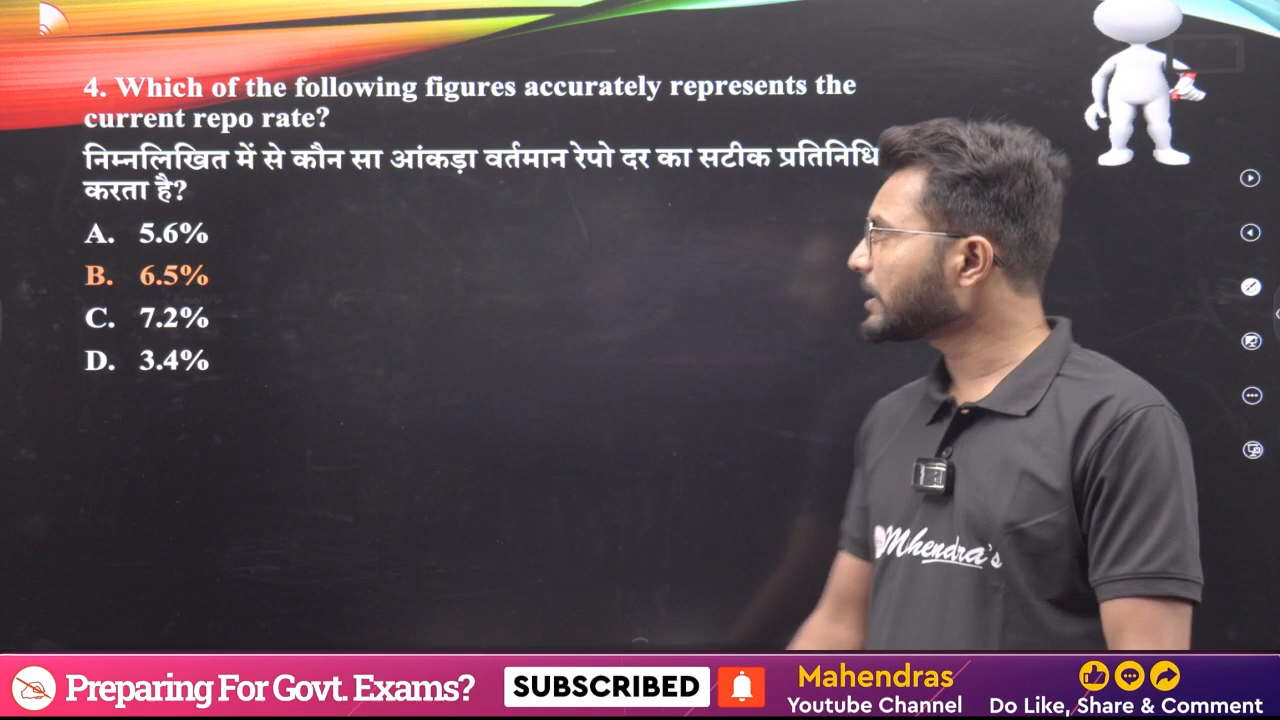 4. Which of the following figures accurately represents the
current repo rate?
निम्नलिखित में से कौन सा आंकड़ा वर्तमान रेपो दर का सटीक प्रतिनिधि
करता है?
A. 5.6%
B. 6.5%
C. 7.2%
D. 3.4%
Mahendra's
Preparing For Govt. Exams?
SUBSCRIBED
Mahendras
Youtube Channel
Do Like, Share & Comment